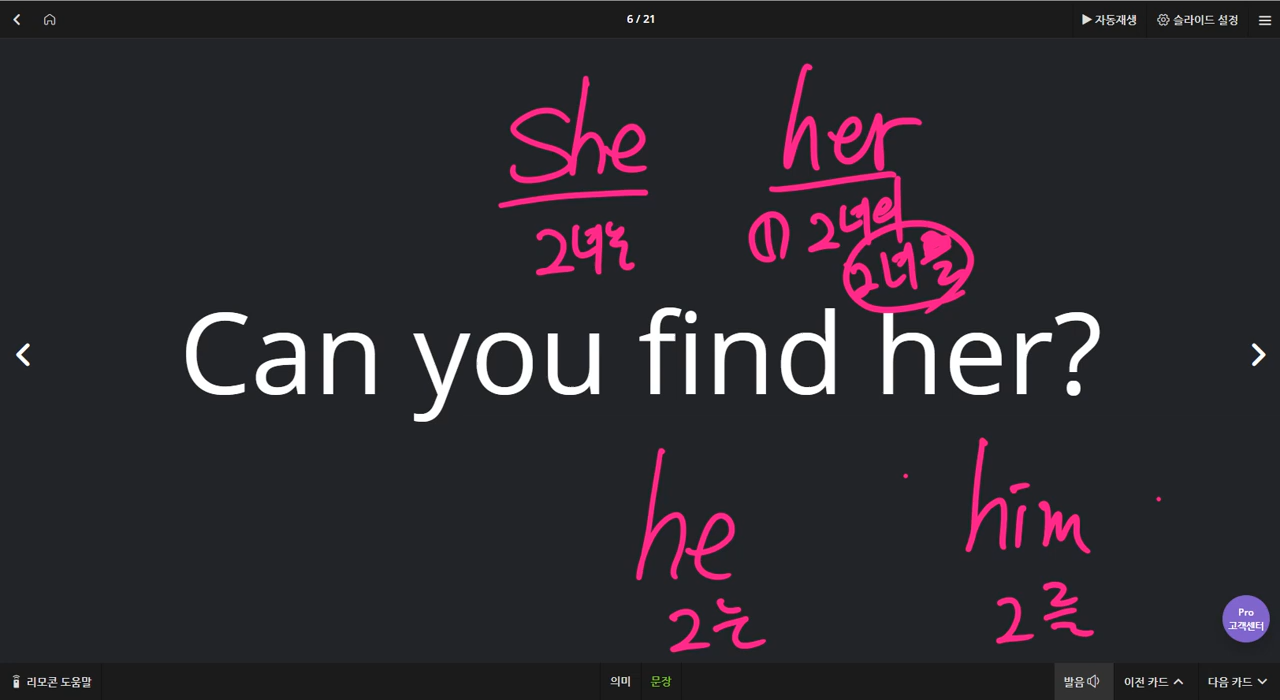 6 / 21
자동재생
슬라이드 설정
She
her
그녀는
① 그녀의
그녀를
Can you find her?
he
him
그는
그를
Pro
고객센터
리모콘 도움말
의미
문장
발음
이전 카드
다음 카드